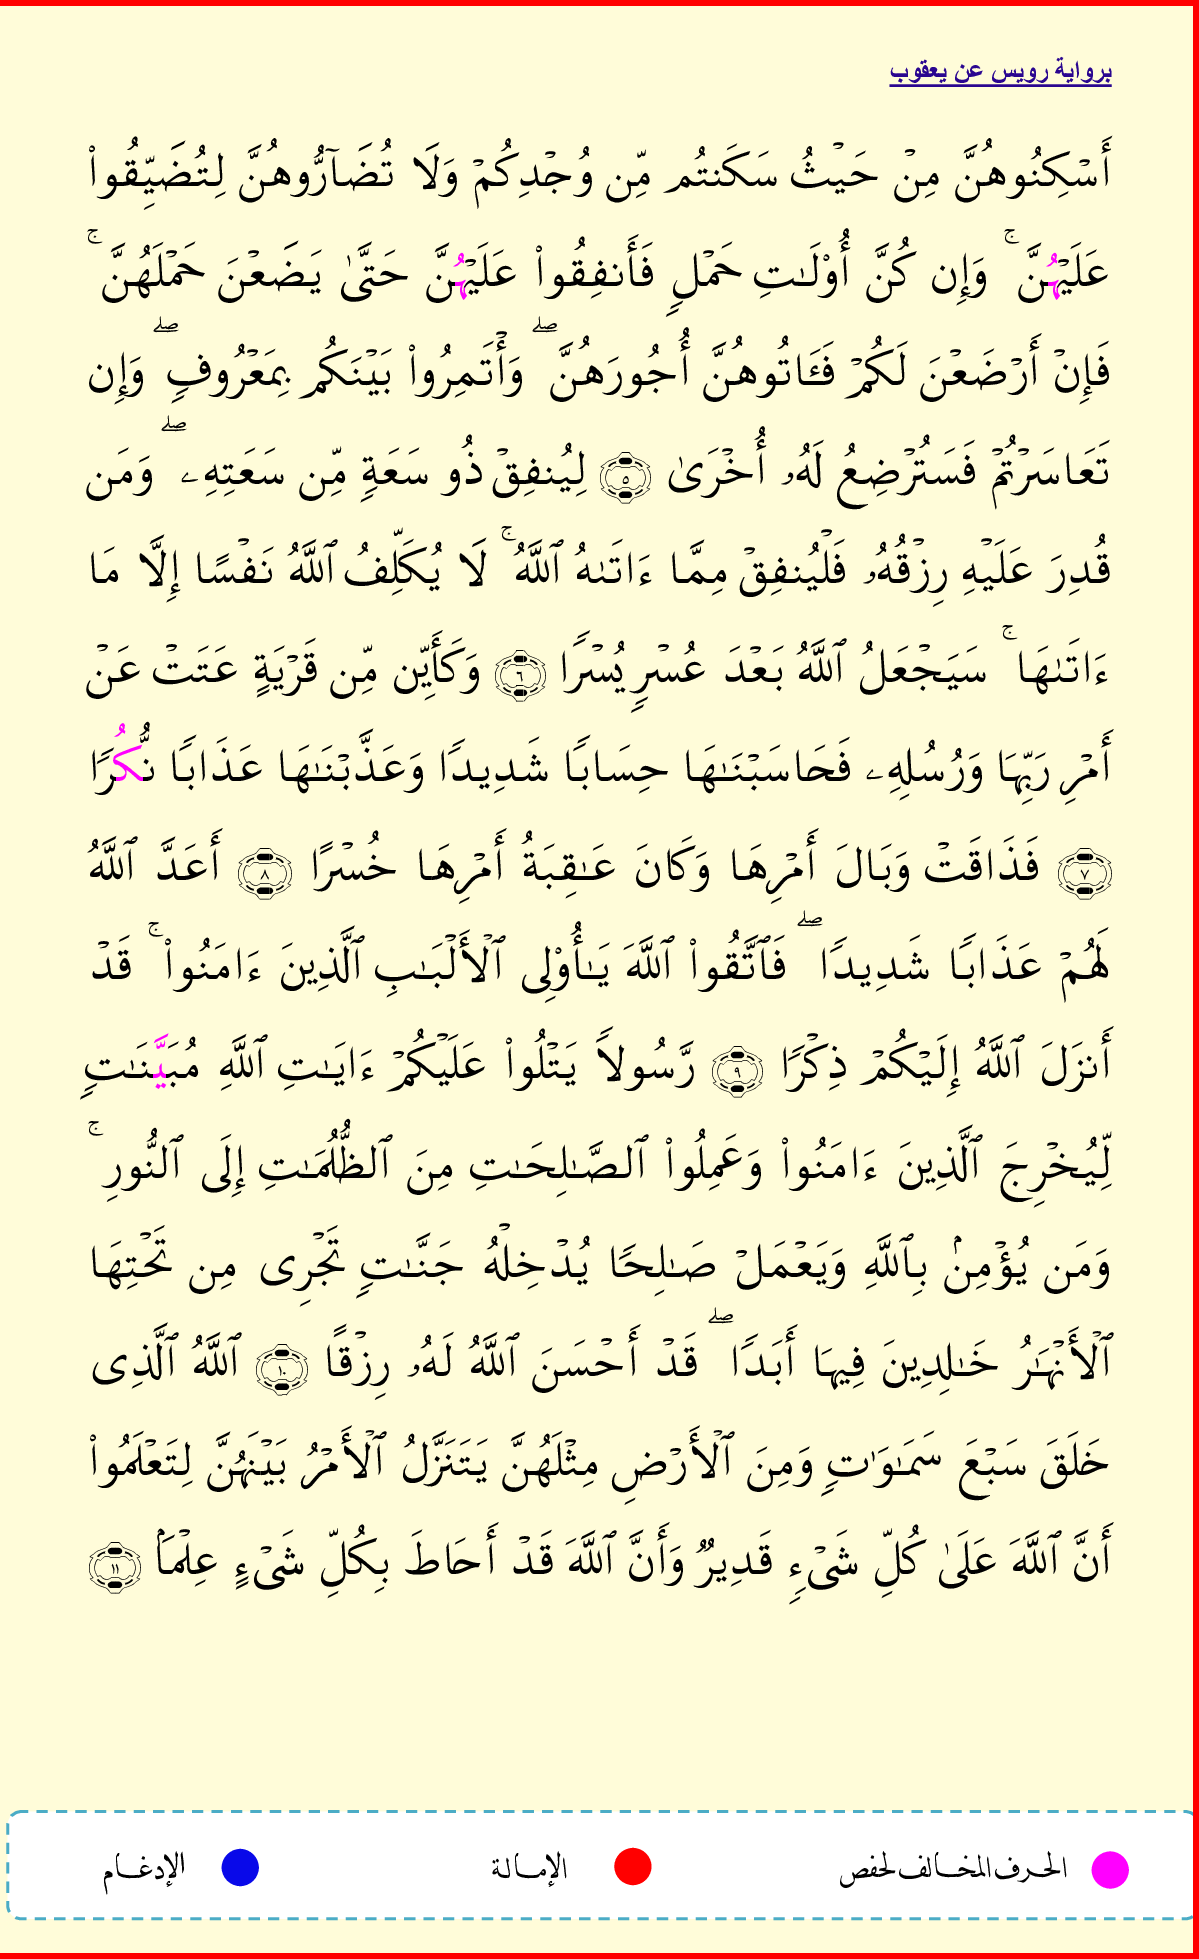 برواية رويس عن يعقوب
أَسْكِنُوهُنَّ مِنْ حَيْثُ سَكَنتُم مِّن وُجْدِكُمْ وَلَا تُضَآرُّوهُنَّ لِتُضَيِّقُوا۟
عَلَيْهُنَّ ۚ وَإِن كُنَّ أُو۟لَـٰتِ حَمْلٍ فَأَنفِقُوا۟ عَلَيْهُنَّ حَتَّىٰ يَضَعْنَ حَمْلَهُنَّ ۚ
فَإِنْ أَرْضَعْنَ لَكُمْ فَـَٔاتُوهُنَّ أُجُورَهُنَّ ۖ وَأْتَمِرُوا۟ بَيْنَكُم بِمَعْرُوفٍ ۖ وَإِن
تَعَاسَرْتُمْ فَسَتُرْضِعُ لَهُۥ أُخْرَىٰ ۝٥ لِيُنفِقْ ذُو سَعَةٍ مِّن سَعَتِهِۦ ۖ وَمَن
قُدِرَ عَلَيْهِ رِزْقُهُۥ فَلْيُنفِقْ مِمَّا ءَاتَىٰهُ ٱللَّهُ ۚ لَا يُكَلِّفُ ٱللَّهُ نَفْسًا إِلَّا مَا
ءَاتَىٰهَا ۚ سَيَجْعَلُ ٱللَّهُ بَعْدَ عُسْرٍ يُسْرًا ۝٦ وَكَأَيِّن مِّن قَرْيَةٍ عَتَتْ عَنْ
أَمْرِ رَبِّهَا وَرُسُلِهِۦ فَحَاسَبْنَـٰهَا حِسَابًا شَدِيدًا وَعَذَّبْنَـٰهَا عَذَابًا نُّكُرًا
۝٧ فَذَاقَتْ وَبَالَ أَمْرِهَا وَكَانَ عَـٰقِبَةُ أَمْرِهَا خُسْرًا ۝٨ أَعَدَّ ٱللَّهُ
لَهُمْ عَذَابًا شَدِيدًا ۖ فَٱتَّقُوا۟ ٱللَّهَ يَـٰٓأُو۟لِى ٱلْأَلْبَـٰبِ ٱلَّذِينَ ءَامَنُوا۟ ۚ قَدْ
أَنزَلَ ٱللَّهُ إِلَيْكُمْ ذِكْرًا ۝٩ رَّسُولًا يَتْلُوا۟ عَلَيْكُمْ ءَايَـٰتِ ٱللَّهِ مُبَيَّنَـٰتٍ
لِّيُخْرِجَ ٱلَّذِينَ ءَامَنُوا۟ وَعَمِلُوا۟ ٱلصَّـٰلِحَـٰتِ مِنَ ٱلظُّلُمَـٰتِ إِلَى ٱلنُّورِ ۚ
وَمَن يُؤْمِنۢ بِٱللَّهِ وَيَعْمَلْ صَـٰلِحًا يُدْخِلْهُ جَنَّـٰتٍ تَجْرِى مِن تَحْتِهَا
ٱلْأَنْهَـٰرُ خَـٰلِدِينَ فِيهَا أَبَدًا ۖ قَدْ أَحْسَنَ ٱللَّهُ لَهُۥ رِزْقًا ۝١٠ ٱللَّهُ ٱلَّذِى
خَلَقَ سَبْعَ سَمَـٰوَٰتٍ وَمِنَ ٱلْأَرْضِ مِثْلَهُنَّ يَتَنَزَّلُ ٱلْأَمْرُ بَيْنَهُنَّ لِتَعْلَمُوا۟
أَنَّ ٱللَّهَ عَلَىٰ كُلِّ شَىْءٍ قَدِيرٌ وَأَنَّ ٱللَّهَ قَدْ أَحَاطَ بِكُلِّ شَىْءٍ عِلْمًۢا ۝١١
الحرف المخالف لحفص الإمالة الإدغام